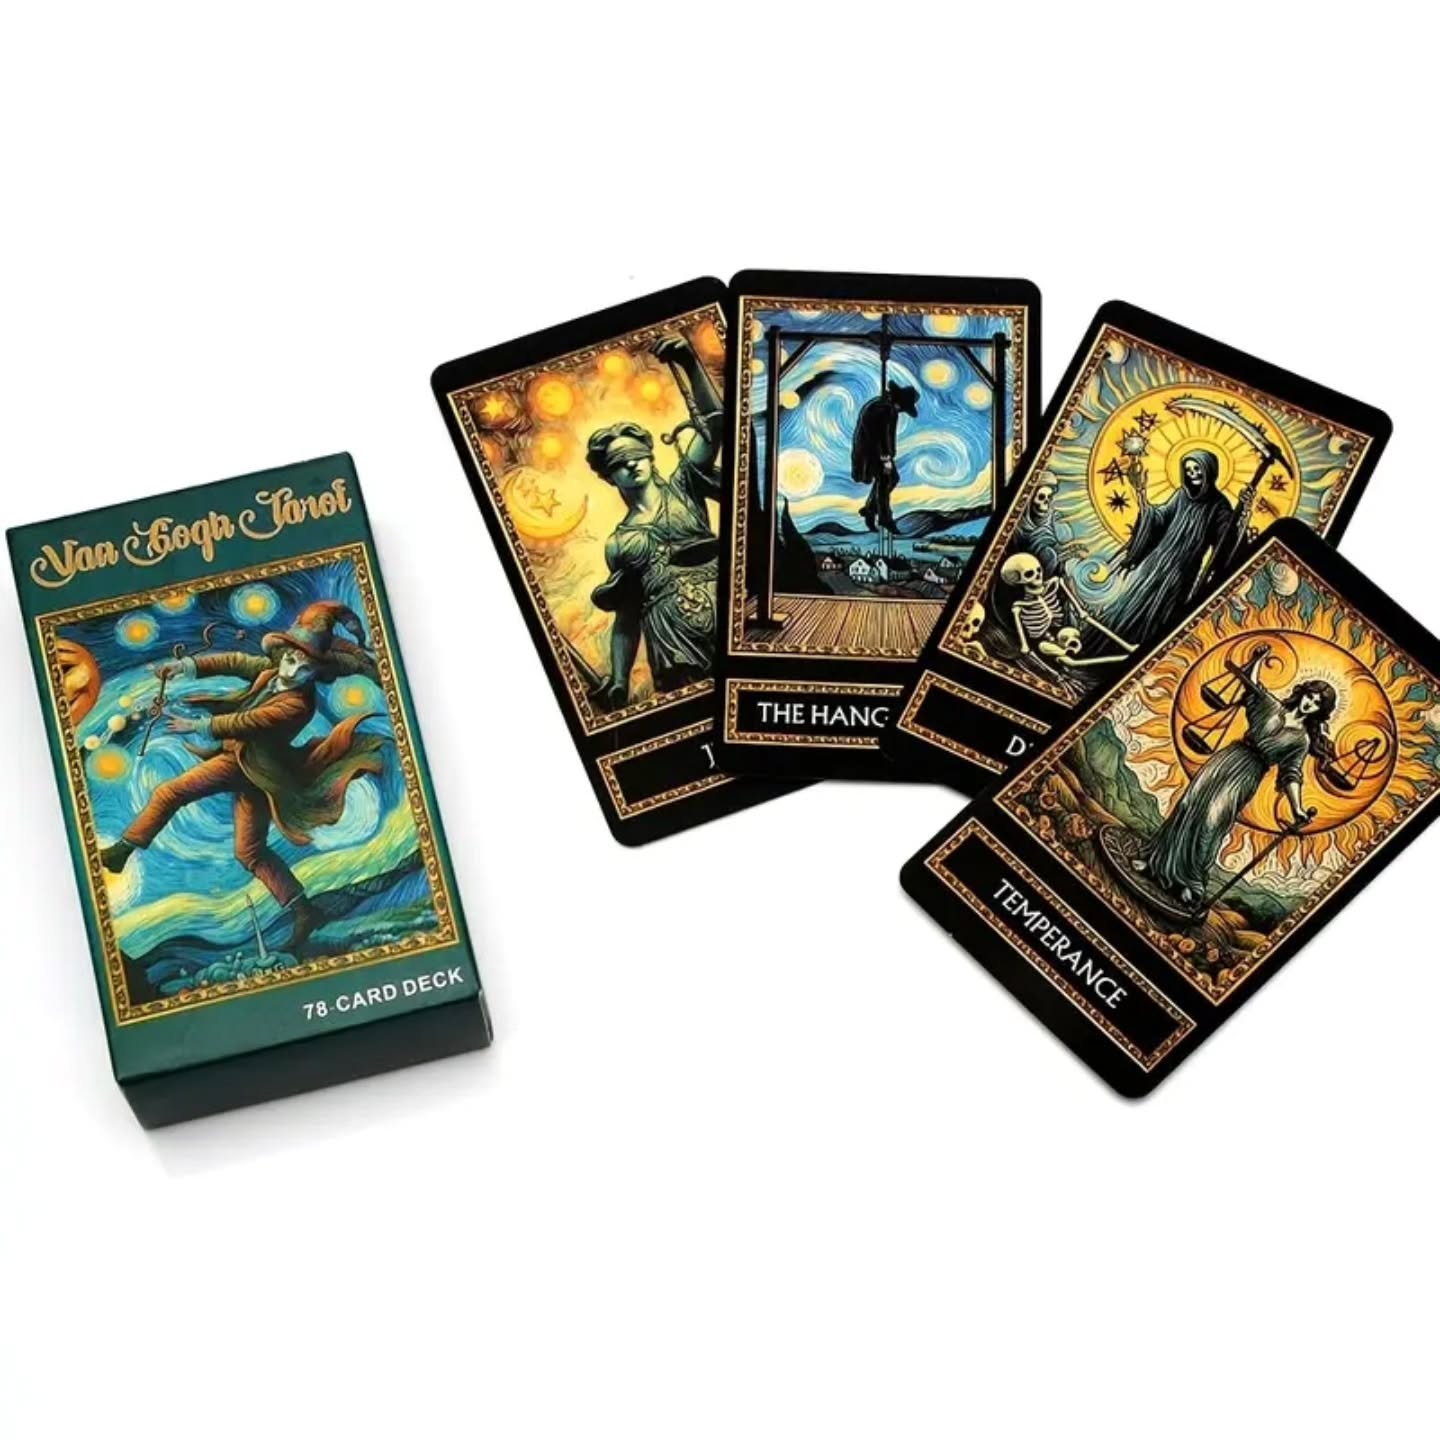 Van Gogh Tarot
78-CARD DECK
J
THE HANG
D
TEMPERANCE